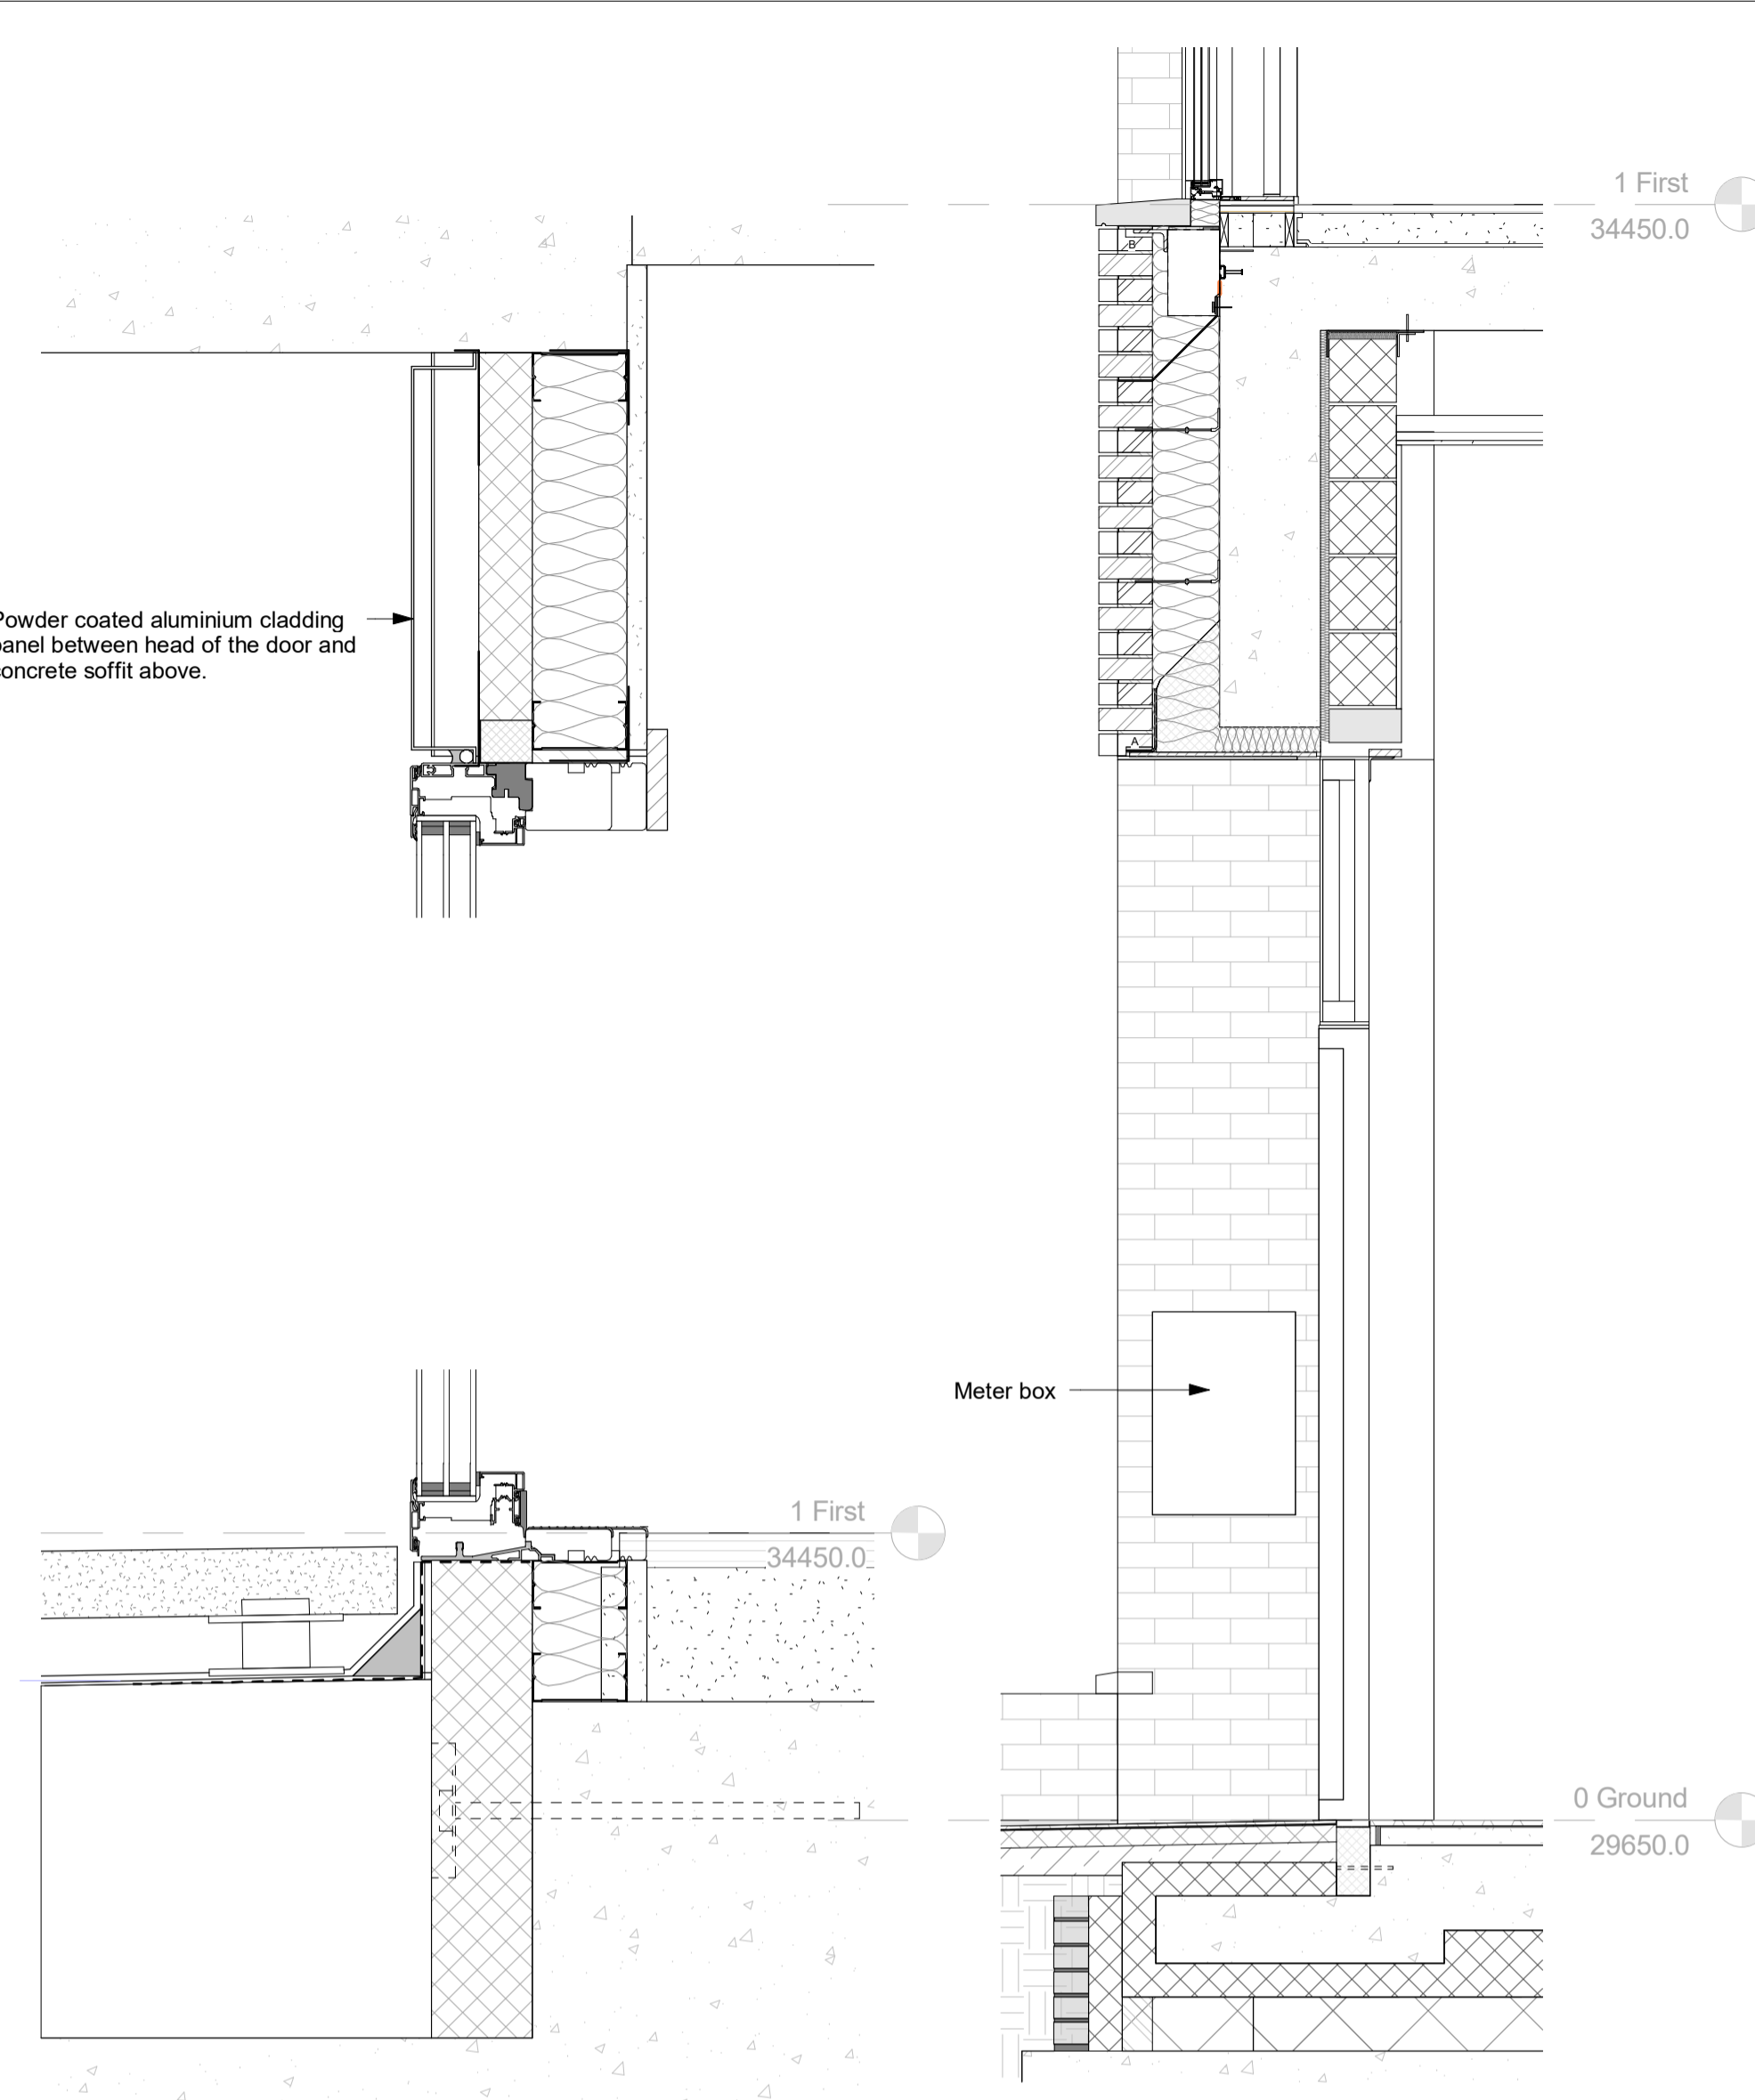 1 First
34450.0
B
Powder coated aluminium cladding
panel between head of the door and
concrete soffit above.
A
Meter box
1 First
34450.0
0 Ground
29650.0